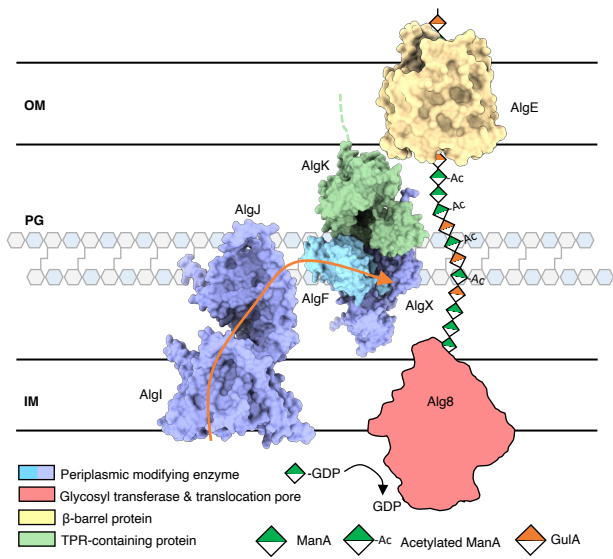 OM
AlgE
AlgK
Ac
Ac
PG
AlgJ
Ac
Ac
AlgF
AlgX
AlgI
IM
Alg8
Periplasmic modifying enzyme
-GDP
Glycosyl transferase & translocation pore
GDP
β-barrel protein
TPR-containing protein
ManA
Ac Acetylated ManA
GulA